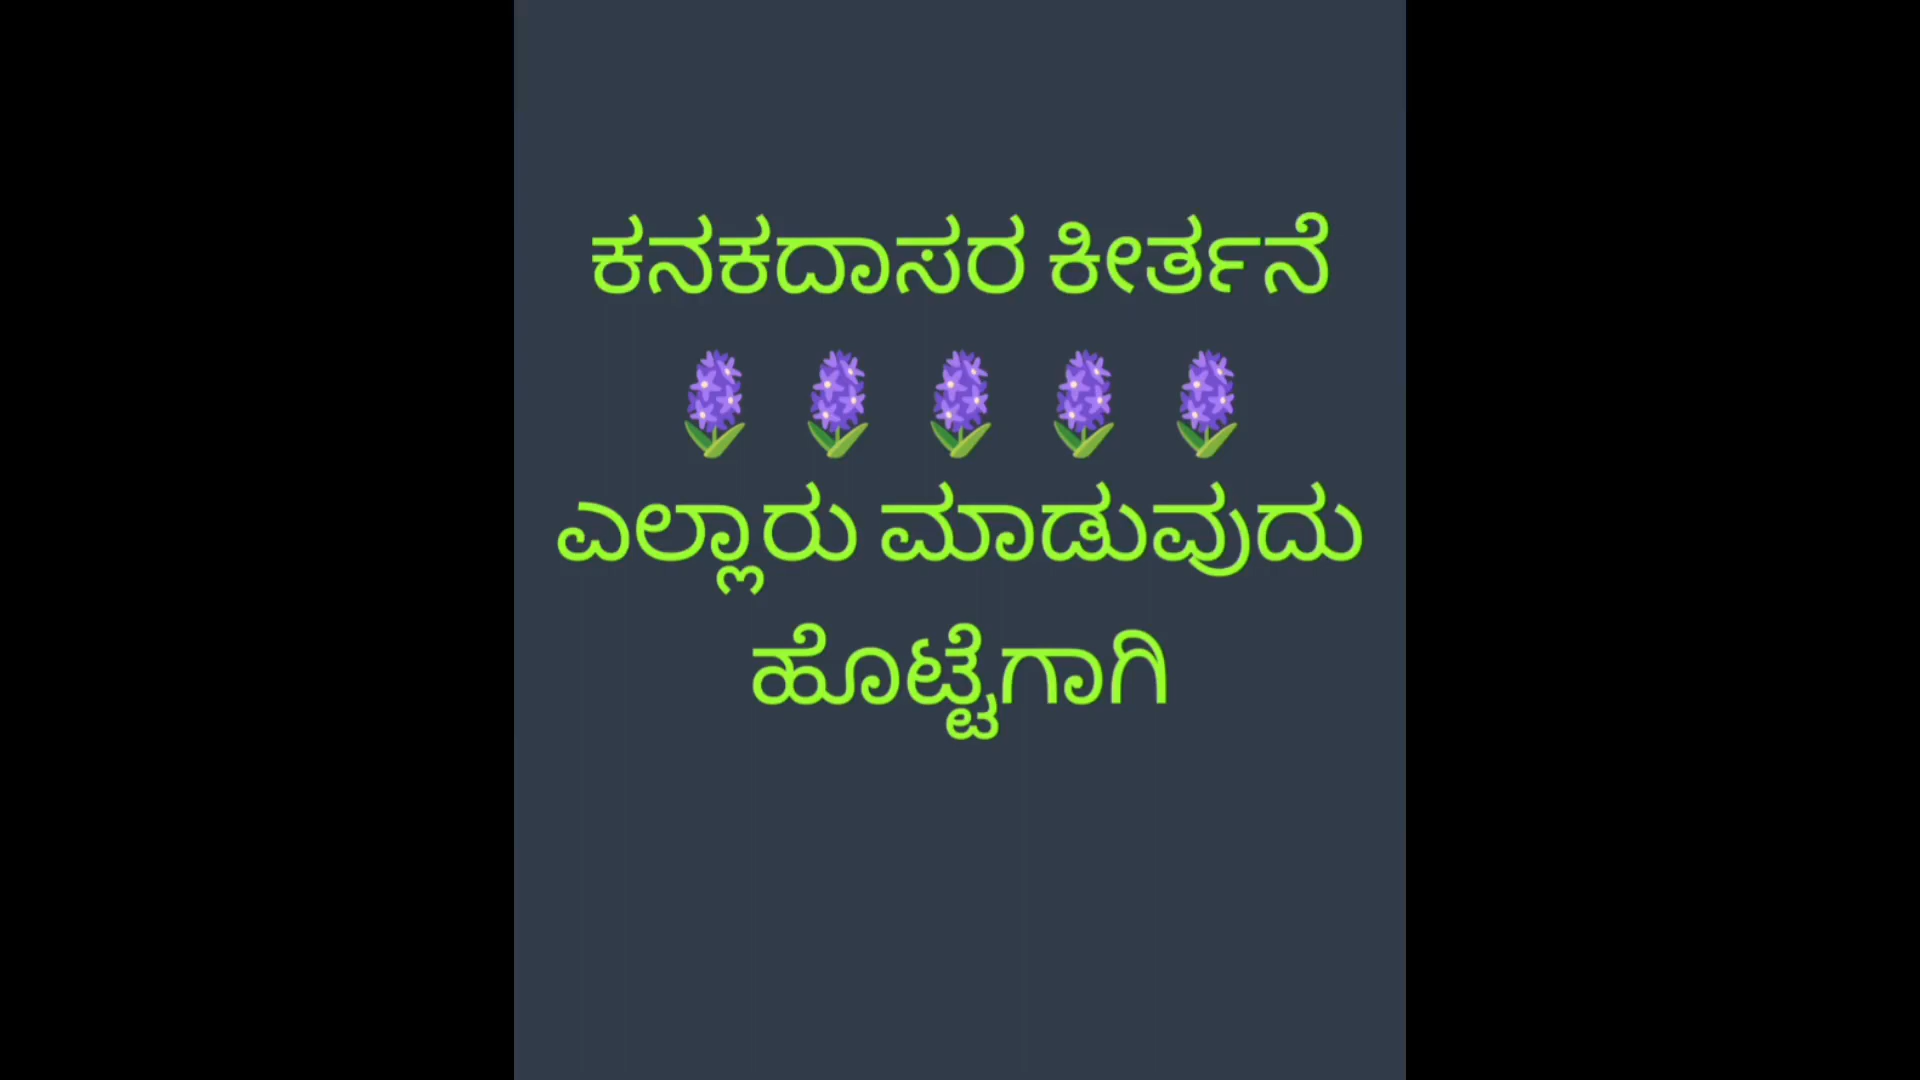 ಕನಕದಾಸರ ಕೀರ್ತನೆ
🪻 🪻 🪻 🪻 🪻
ಎಲ್ಲಾರು ಮಾಡುವುದು
ಹೊಟ್ಟೆಗಾಗಿ